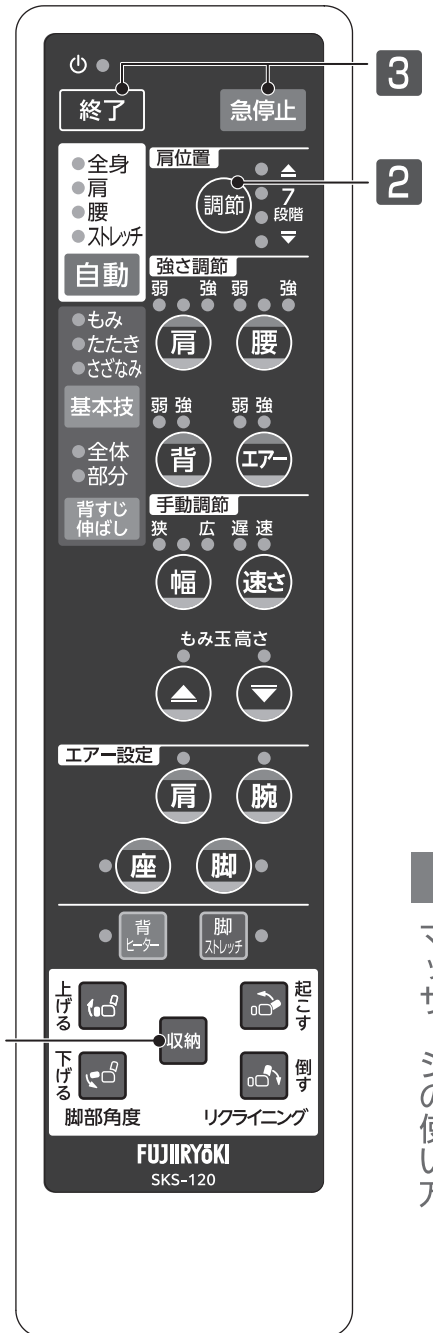 3
終了
急停止
2
全身
肩
腰
ストレッチ
自動
肩位置
調節
7
段階
強さ調節
弱 強 弱 強
肩
腰
もみ
たたき
さざなみ
基本技
弱 強 弱 強
背
エアー
全体
部分
背すじ
伸ばし
手動調節
狭 広 遅 速
幅
速さ
もみ玉高さ
エアー設定
肩
腕
座
脚
背
ヒーター
脚
ストレッチ
上げる
下げる
脚部角度
収納
起こす
倒す
リクライニング
FUJIIRYōKI
SKS-120